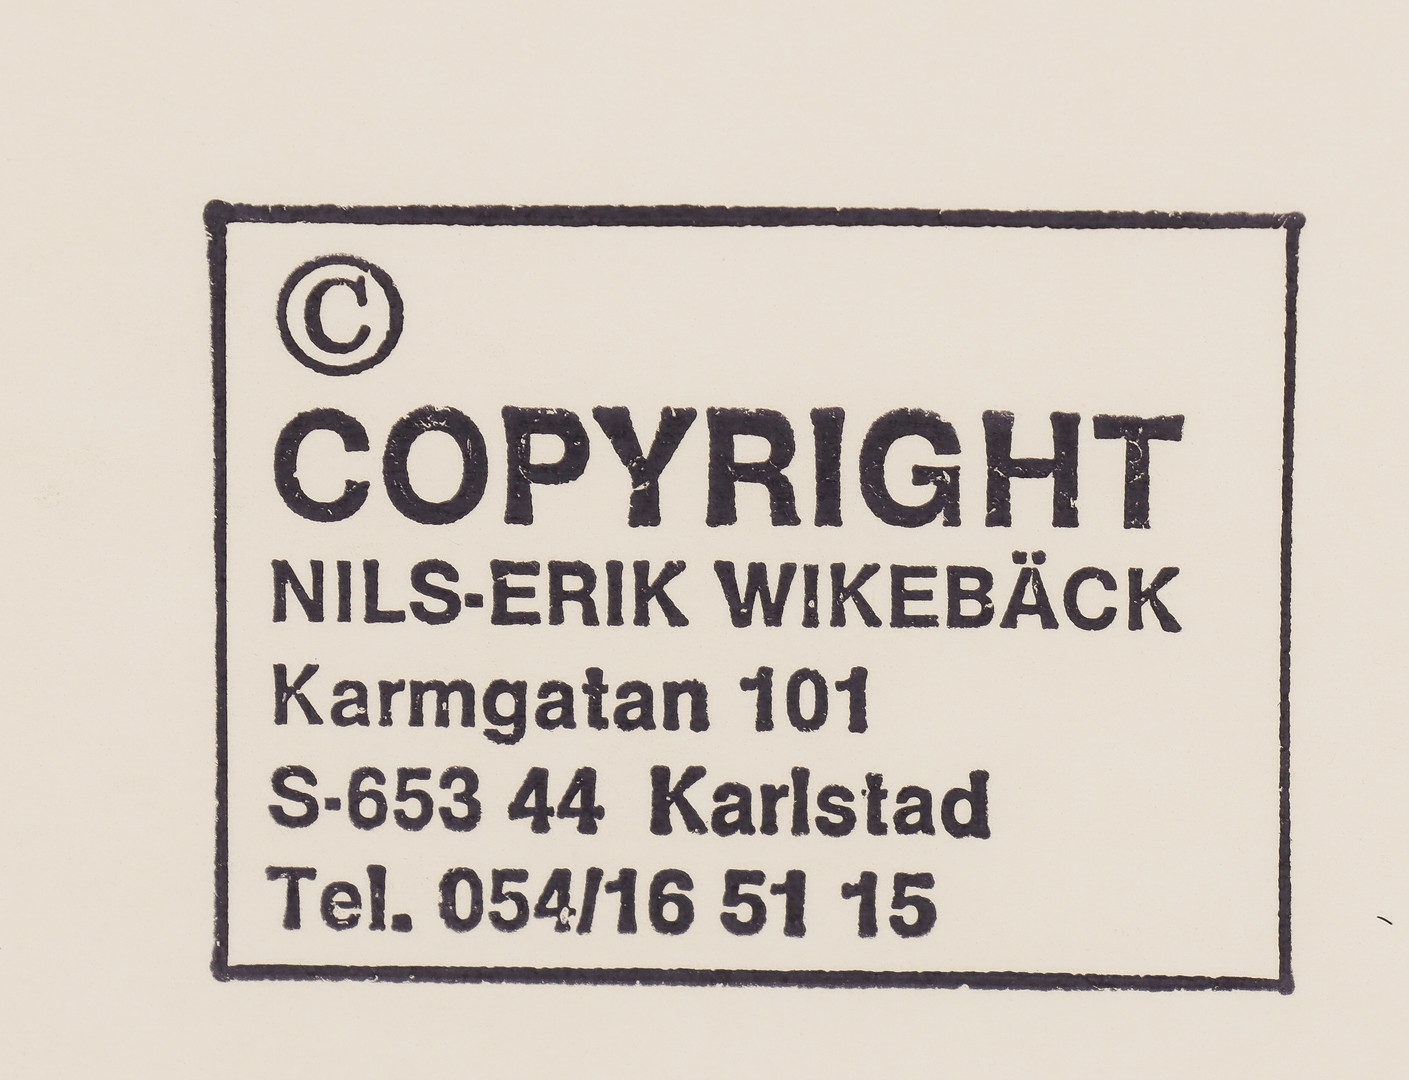 ©
COPYRIGHT
NILS-ERIK WIKEBÄCK
Karmgatan 101
S-653 44 Karlstad
Tel. 054/16 51 15